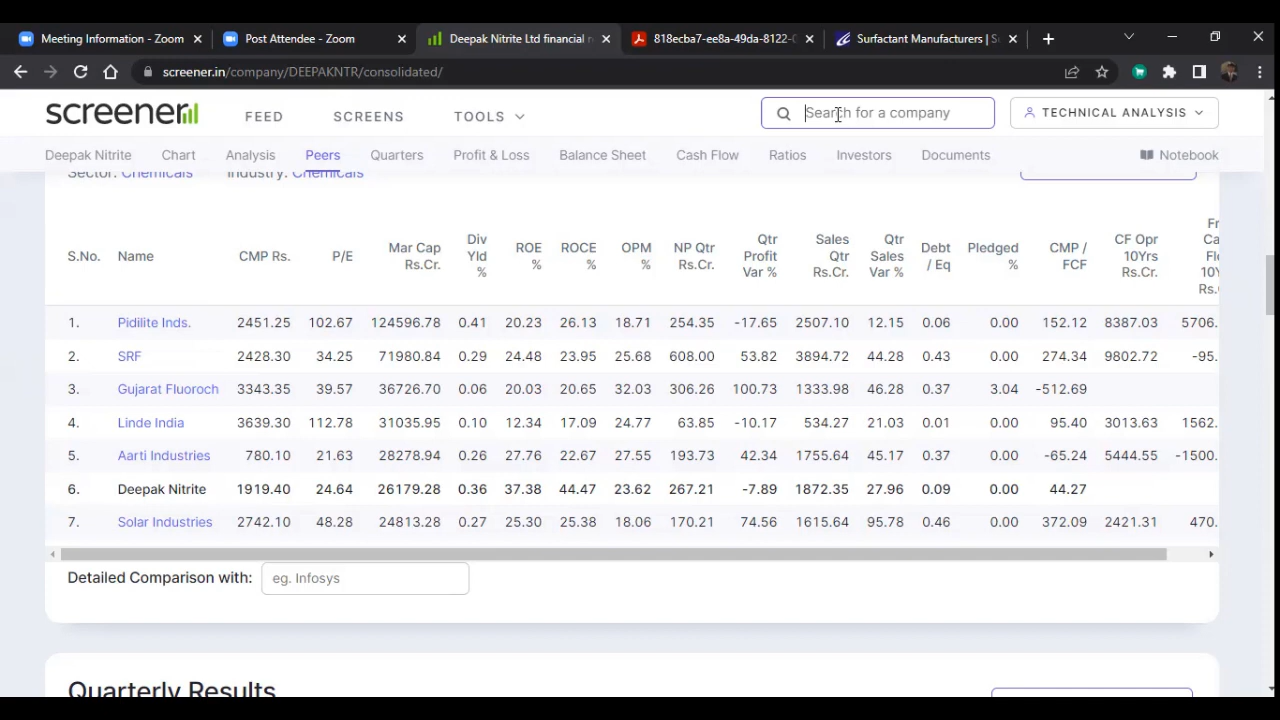 Meeting Information - Zoom
Post Attendee - Zoom
Deepak Nitrite Ltd financial
818ecba7-ee8a-49da-8122-0
Surfactant Manufacturers | S
screener.in/company/DEEPAKNTR/consolidated/
screener FEED SCREENS TOOLS Search for a company TECHNICAL ANALYSIS
Deepak Nitrite Chart Analysis Peers Quarters Profit & Loss Balance Sheet Cash Flow Ratios Investors Documents Notebook
Sector: Chemicals Industry: Chemicals
S.No. Name CMP Rs. P/E Mar Cap Rs.Cr. Div Yld % ROE % ROCE % OPM % NP Qtr Rs.Cr. Qtr Profit Var % Sales Qtr Rs.Cr. Qtr Sales Var % Debt / Eq Pledged % CMP / FCF CF Opr 10Yrs Rs.Cr. Fr Ca Fl 10Y Rs.
1. Pidilite Inds. 2451.25 102.67 124596.78 0.41 20.23 26.13 18.71 254.35 -17.65 2507.10 12.15 0.06 0.00 152.12 8387.03 5706.
2. SRF 2428.30 34.25 71980.84 0.29 24.48 23.95 25.68 608.00 53.82 3894.72 44.28 0.43 0.00 274.34 9802.72 -95.
3. Gujarat Fluoroch 3343.35 39.57 36726.70 0.06 20.03 20.65 32.03 306.26 100.73 1333.98 46.28 0.37 3.04 -512.69
4. Linde India 3639.30 112.78 31035.95 0.10 12.34 17.09 24.77 63.85 -10.17 534.27 21.03 0.01 0.00 95.40 3013.63 1562.
5. Aarti Industries 780.10 21.63 28278.94 0.26 27.76 22.67 27.55 193.73 42.34 1755.64 45.17 0.37 0.00 -65.24 5444.55 -1500.
6. Deepak Nitrite 1919.40 24.64 26179.28 0.36 37.38 44.47 23.62 267.21 -7.89 1872.35 27.96 0.09 0.00 44.27
7. Solar Industries 2742.10 48.28 24813.28 0.27 25.30 25.38 18.06 170.21 74.56 1615.64 95.78 0.46 0.00 372.09 2421.31 470.
Detailed Comparison with: eg. Infosys
Quarterly Results